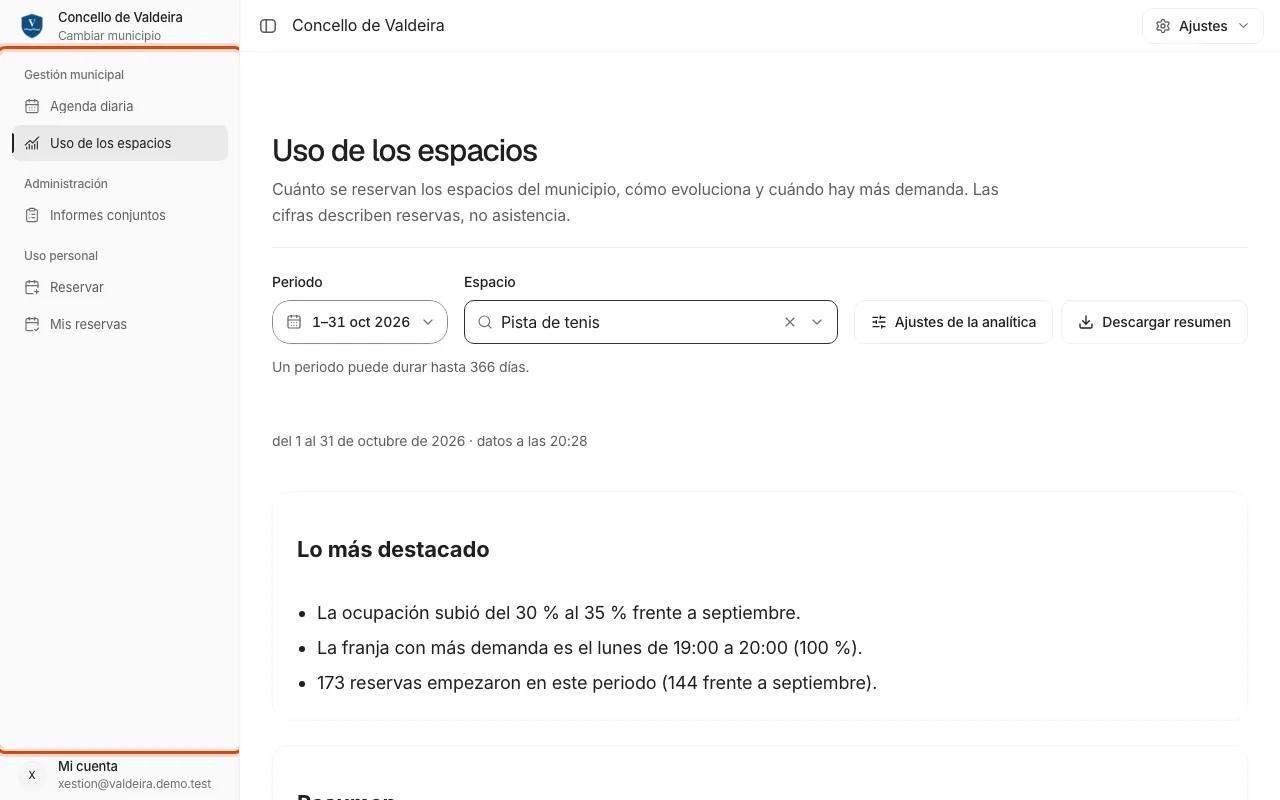 Concello de Valdeira
Cambiar municipio
Gestión municipal
Agenda diaria
Uso de los espacios
Administración
Informes conjuntos
Uso personal
Reservar
Mis reservas
X
Mi cuenta
xestion@valdeira.demo.test
Concello de Valdeira
Ajustes
Uso de los espacios
Cuánto se reservan los espacios del municipio, cómo evoluciona y cuándo hay más demanda. Las
cifras describen reservas, no asistencia.
Periodo
Espacio
1–31 oct 2026
Pista de tenis
Ajustes de la analítica
Descargar resumen
Un periodo puede durar hasta 366 días.
del 1 al 31 de octubre de 2026 · datos a las 20:28
Lo más destacado
• La ocupación subió del 30 % al 35 % frente a septiembre.
• La franja con más demanda es el lunes de 19:00 a 20:00 (100 %).
• 173 reservas empezaron en este periodo (144 frente a septiembre).
Resumen